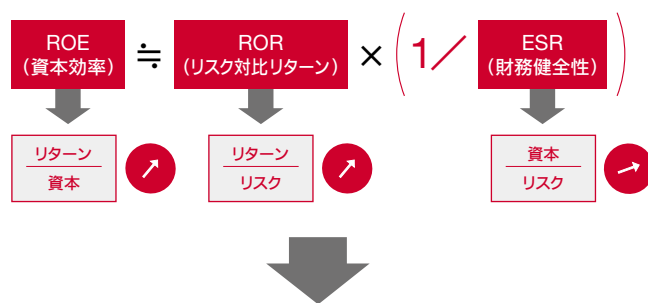 ROE
（資本効率）
≒
ROR
（リスク対比リターン）
×
(1／
ESR
（財務健全性）
)
リターン
資本
リターン
リスク
資本
リスク